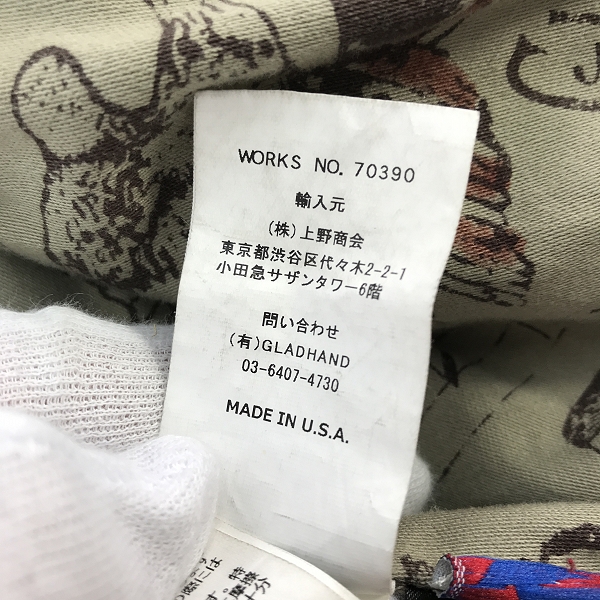 WORKS NO. 70390
輸入元
(株)上野商会
東京都渋谷区代々木2-2-1
小田急サザンタワー6階
問い合わせ
(有)GLADHAND
03-6407-4730
MADE IN U.S.A.